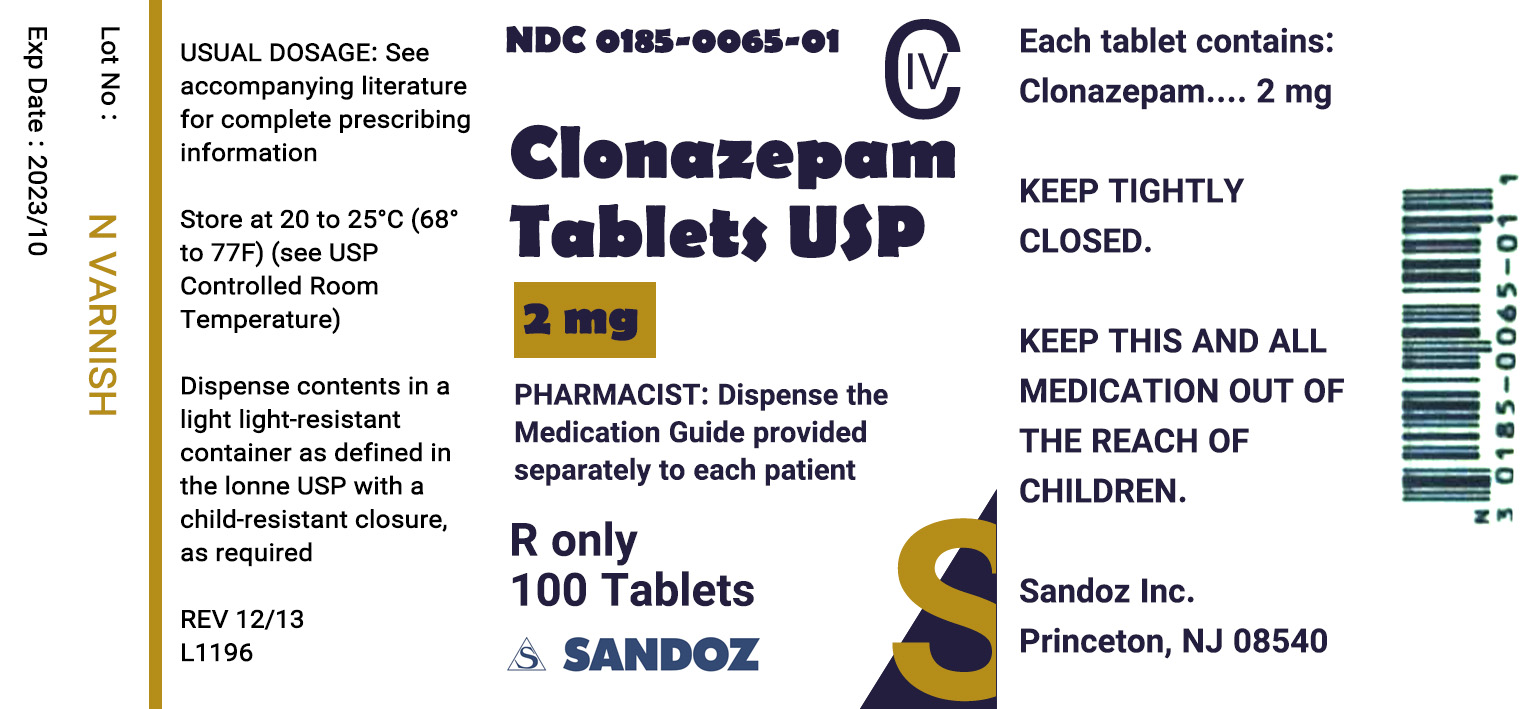 Exp Date : 2023/10
Lot No :
N VARNISH
USUAL DOSAGE: See
accompanying literature
for complete prescribing
information
Store at 20 to 25°C (68°
to 77F) (see USP
Controlled Room
Temperature)
Dispense contents in a
light light-resistant
container as defined in
the lonne USP with a
child-resistant closure,
as required
REV 12/13
L1196
NDC 0185-0065-01
C IV
Clonazepam
Tablets USP
2 mg
PHARMACIST: Dispense the
Medication Guide provided
separately to each patient
R only
100 Tablets
S SANDOZ
S
Each tablet contains:
Clonazepam.... 2 mg
KEEP TIGHTLY
CLOSED.
KEEP THIS AND ALL
MEDICATION OUT OF
THE REACH OF
CHILDREN.
Sandoz Inc.
Princeton, NJ 08540
N
3 0185-0065-01 1